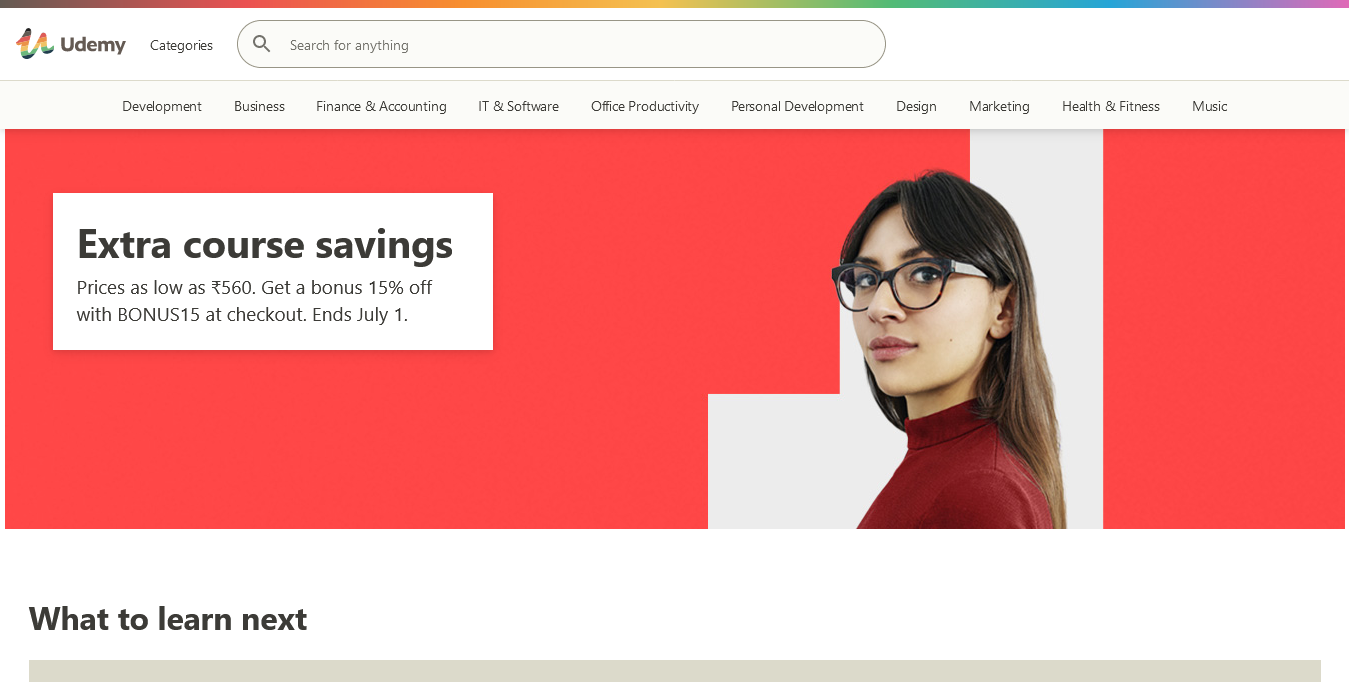 Udemy
Categories
Search for anything
Development Business Finance & Accounting IT & Software Office Productivity Personal Development Design Marketing Health & Fitness Music
Extra course savings
Prices as low as ₹560. Get a bonus 15% off
with BONUS15 at checkout. Ends July 1.
What to learn next